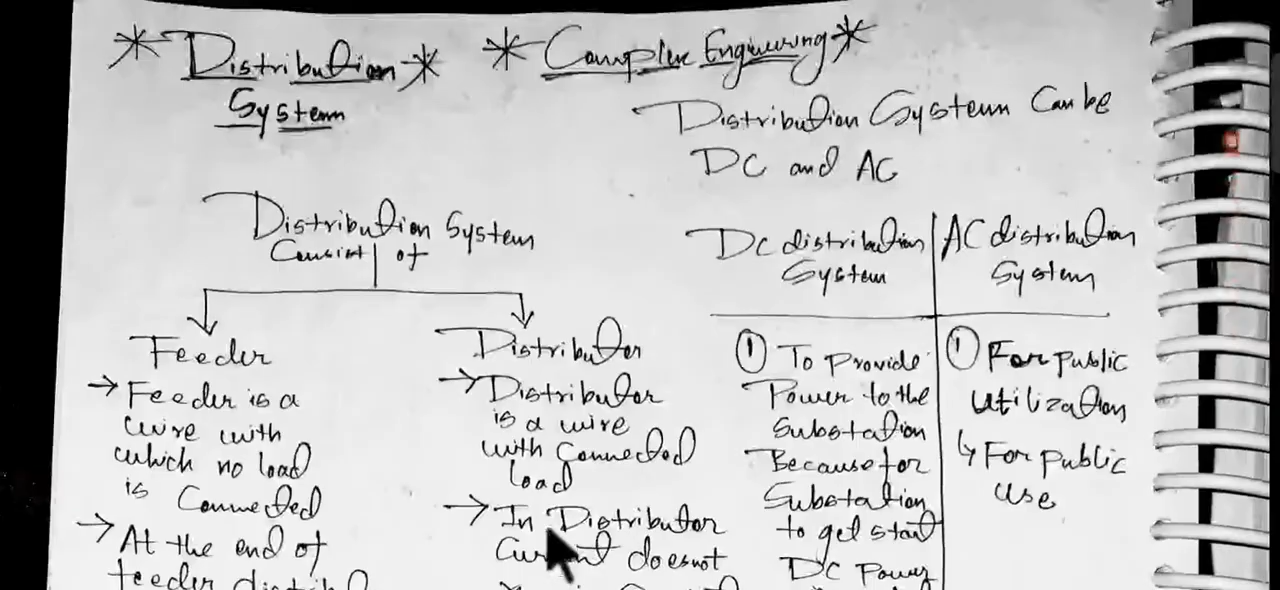 * Distribution *
System
* Complex Engineering *
Distribution System Can be
DC and AC
Distribution System
Consist of
Feeder
→ Feeder is a
wire with
which no load
is Connected
→ At the end of
feeder
Distributor
→ Distributor
is a wire
with Connected
load
→ In Distributor
Current doesnot
DC distribution
System
① To Provide
Power to the
Substation
Because for
Substation
to get start
DC Power
AC distribution
System
① For public
utilization
↳ For public
use